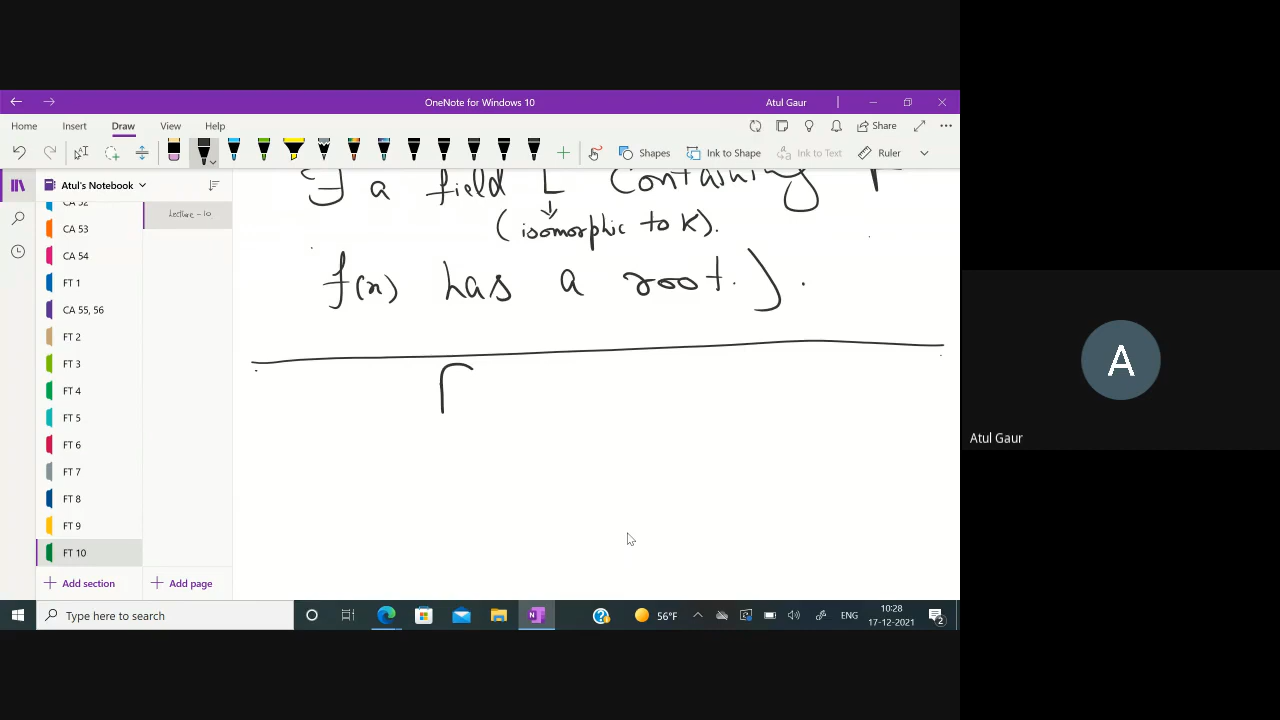 OneNote for Windows 10
Atul Gaur
Home Insert Draw View Help
Share
Shapes Ink to Shape Ink to Text Ruler
Atul's Notebook
CA 52
CA 53
CA 54
FT 1
CA 55, 56
FT 2
FT 3
FT 4
FT 5
FT 6
FT 7
FT 8
FT 9
FT 10
Add section
Lecture - 10
Add page
∃ a field L containing F
(isomorphic to K).
f(x) has a root.).
Γ
A
Atul Gaur
Type here to search
56°F
ENG
10:28
17-12-2021
2